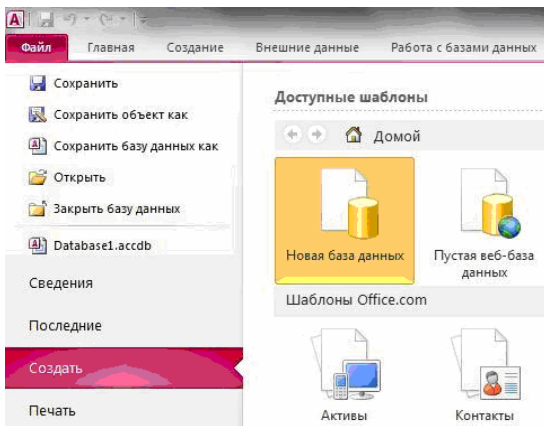 A
Файл Главная Создание Внешние данные Работа с базами данных
Сохранить
Сохранить объект как
Сохранить базу данных как
Открыть
Закрыть базу данных
Database1.accdb
Сведения
Последние
Создать
Печать
Доступные шаблоны
Домой
Новая база данных
Пустая веб-база
данных
Шаблоны Office.com
Активы
Контакты